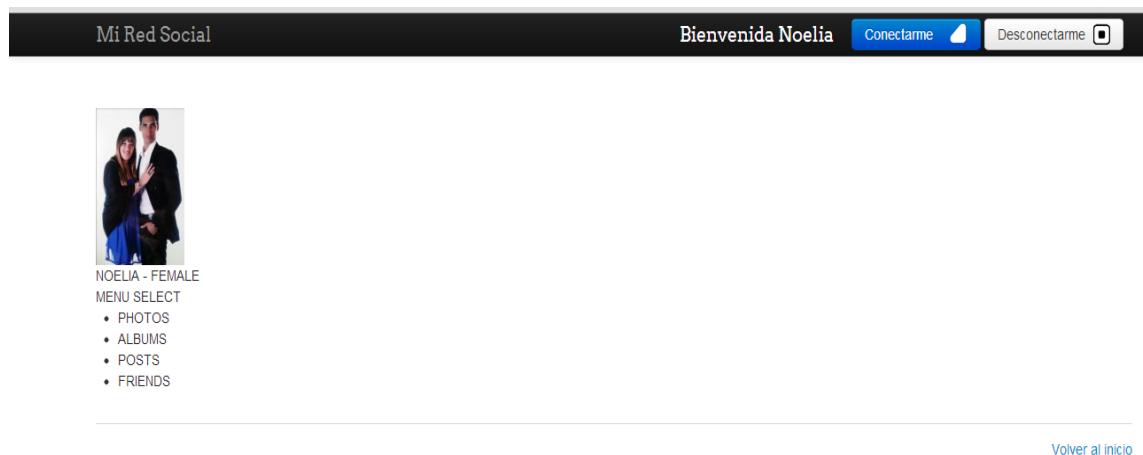 Mi Red Social Bienvenida Noelia Conectarme Desconectarme
NOELIA - FEMALE
MENU SELECT
PHOTOS
ALBUMS
POSTS
FRIENDS
Volver al inicio